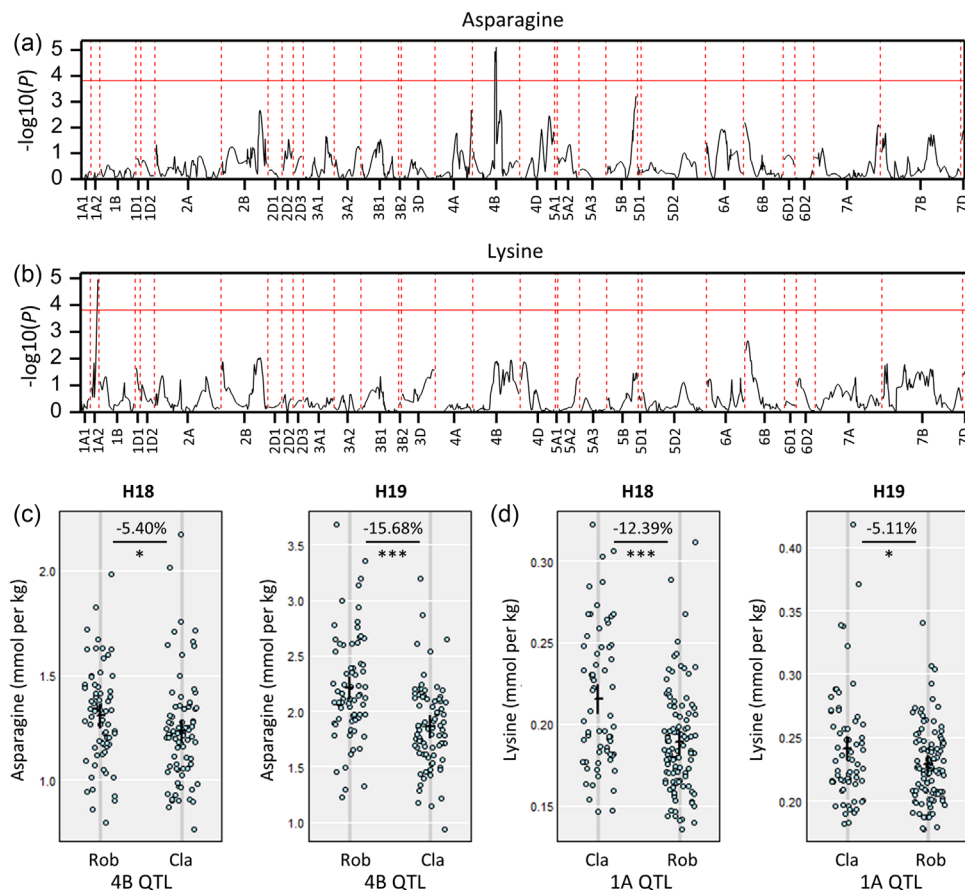 Asparagine
(a)
-log10(P)
5
4
3
2
1
0
1A1 1A2 1B 1D1 1D2 2A 2B 2D1 2D2 2D3 3A1 3A2 3B1 3B2 3D 4A 4B 4D 5A1 5A2 5A3 5B 5D1 5D2 6A 6B 6D1 6D2 7A 7B 7D
Lysine
(b)
-log10(P)
5
4
3
2
1
0
1A1 1A2 1B 1D1 1D2 2A 2B 2D1 2D2 2D3 3A1 3A2 3B1 3B2 3D 4A 4B 4D 5A1 5A2 5A3 5B 5D1 5D2 6A 6B 6D1 6D2 7A 7B 7D
(c)
H18
-5.40%
*
Asparagine (mmol per kg)
2.0
1.5
1.0
Rob Cla
4B QTL
H19
-15.68%
***
Asparagine (mmol per kg)
3.5
3.0
2.5
2.0
1.5
1.0
Rob Cla
4B QTL
(d)
H18
-12.39%
***
Lysine (mmol per kg)
0.30
0.25
0.20
0.15
Cla Rob
1A QTL
H19
-5.11%
*
Lysine (mmol per kg)
0.40
0.35
0.30
0.25
0.20
Cla Rob
1A QTL